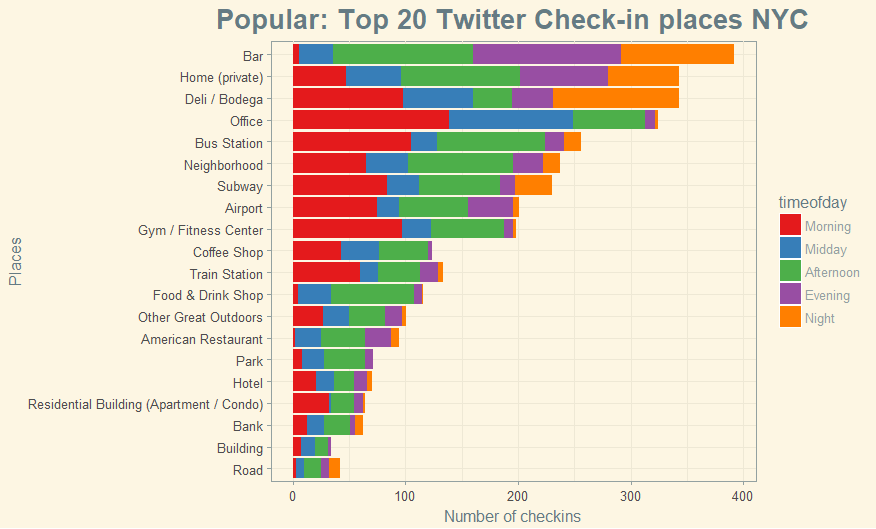 Popular: Top 20 Twitter Check-in places NYC
Places
Bar
Home (private)
Deli / Bodega
Office
Bus Station
Neighborhood
Subway
Airport
Gym / Fitness Center
Coffee Shop
Train Station
Food & Drink Shop
Other Great Outdoors
American Restaurant
Park
Hotel
Residential Building (Apartment / Condo)
Bank
Building
Road
0 100 200 300 400
Number of checkins
timeofday
Morning
Midday
Afternoon
Evening
Night